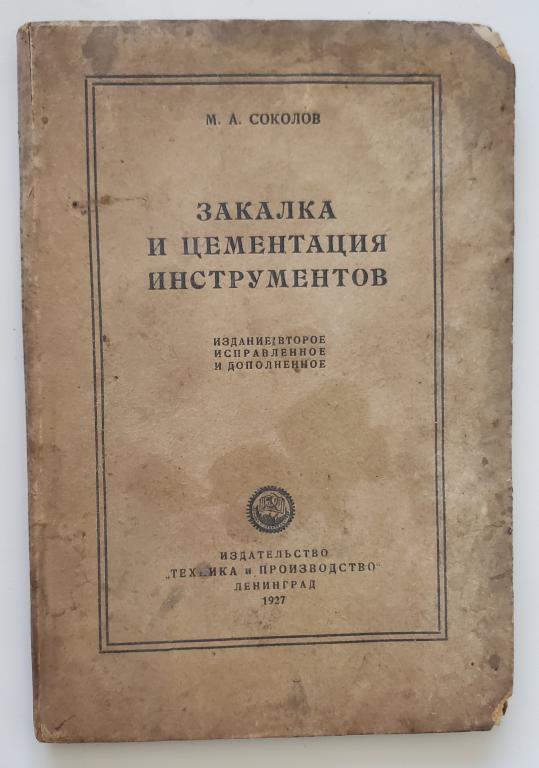 М. А. СОКОЛОВ
ЗАКАЛКА
И ЦЕМЕНТАЦИЯ
ИНСТРУМЕНТОВ
ИЗДАНИЕ ВТОРОЕ
ИСПРАВЛЕННОЕ
И ДОПОЛНЕННОЕ
ИЗДАТЕЛЬСТВО
„ТЕХНИКА и ПРОИЗВОДСТВО“
ЛЕНИНГРАД
1927